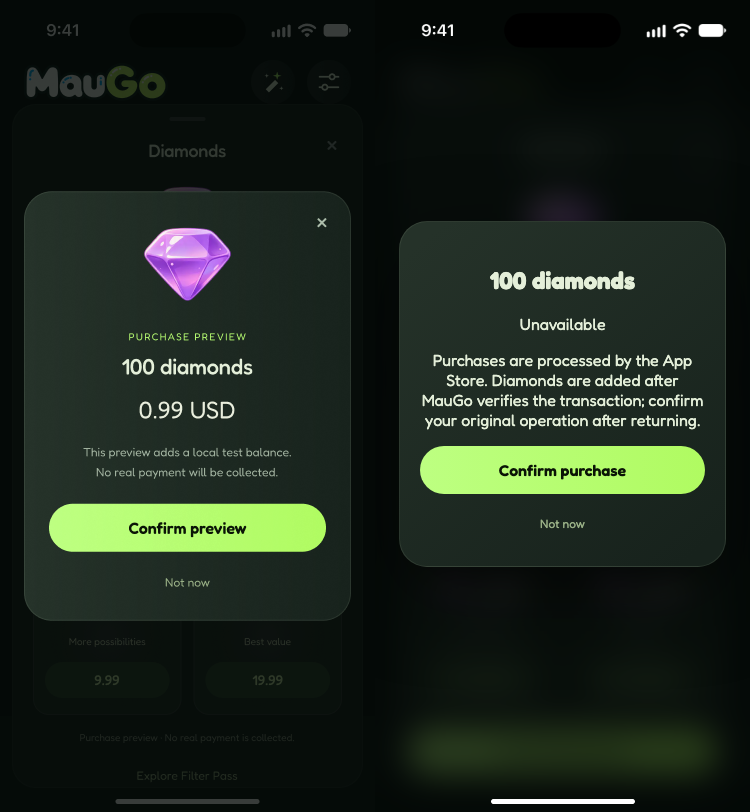 9:41
MauGo
Diamonds
PURCHASE PREVIEW
100 diamonds
0.99 USD
This preview adds a local test balance.
No real payment will be collected.
Confirm preview
Not now
More possibilities
Best value
9.99
19.99
Purchase preview · No real payment is collected.
Explore Filter Pass
9:41
100 diamonds
Unavailable
Purchases are processed by the App
Store. Diamonds are added after
MauGo verifies the transaction; confirm
your original operation after returning.
Confirm purchase
Not now